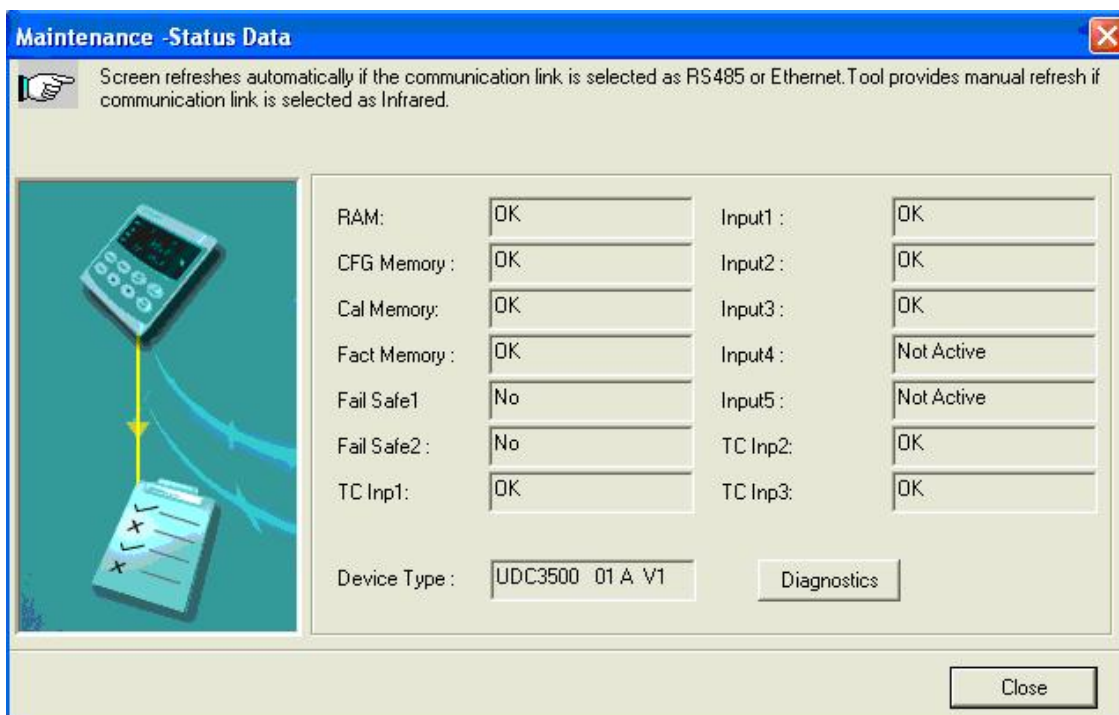 Maintenance -Status Data
Screen refreshes automatically if the communication link is selected as RS485 or Ethernet.Tool provides manual refresh if
communication link is selected as Infrared.
RAM: OK Input1 : OK
CFG Memory : OK Input2 : OK
Cal Memory: OK Input3 : OK
Fact Memory : OK Input4 : Not Active
Fail Safe1 No Input5 : Not Active
Fail Safe2 : No TC Inp2: OK
TC Inp1: OK TC Inp3: OK
Device Type : UDC3500 01 A V1 Diagnostics
Close